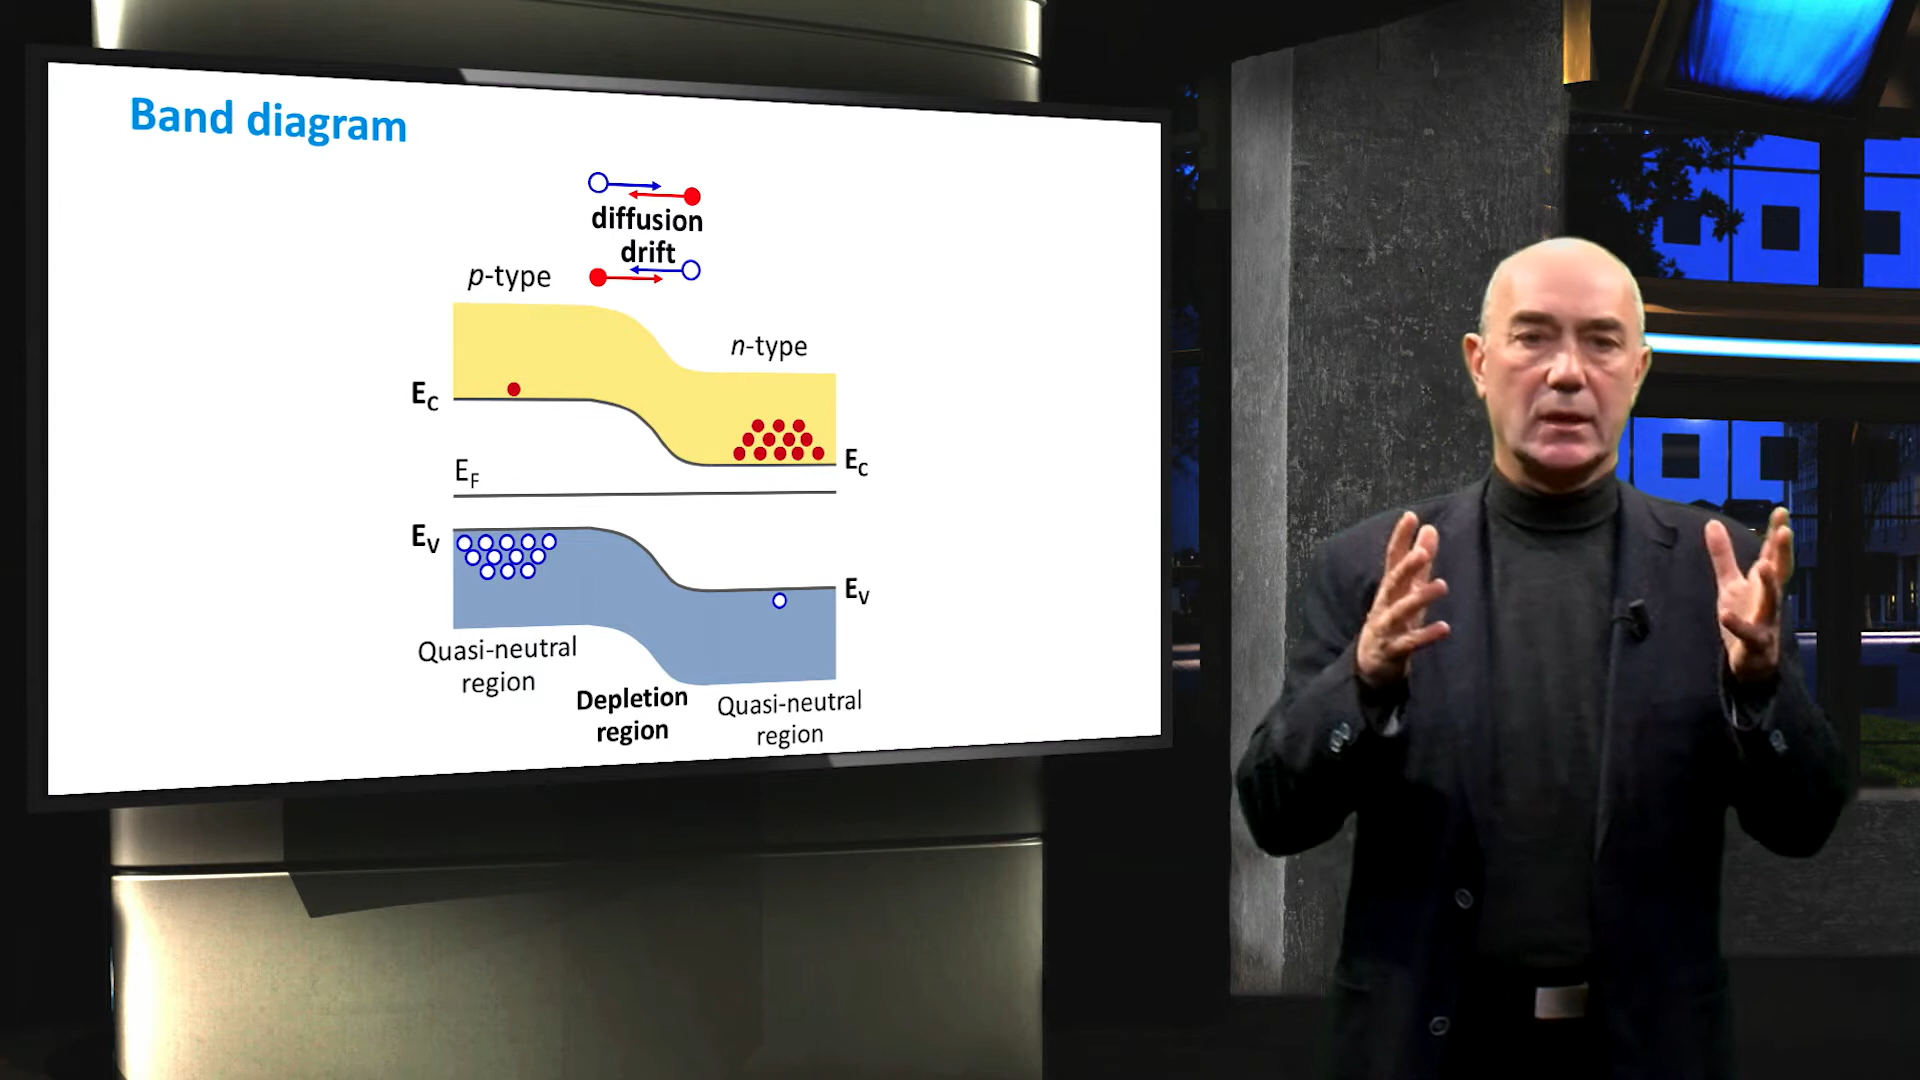 Band diagram
diffusion
drift
p-type
n-type
EC
EC
EF
EV
EV
Quasi-neutral
region
Depletion
region
Quasi-neutral
region